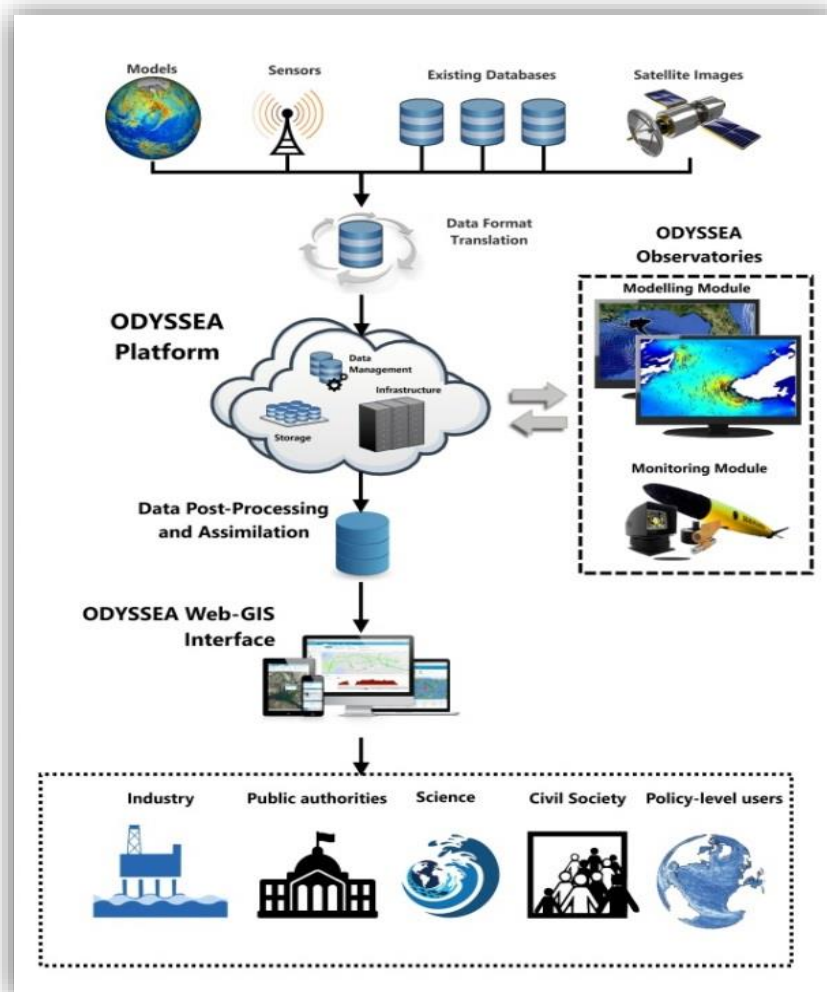 Models
Sensors
Existing Databases
Satellite Images
Data Format
Translation
ODYSSEA
Observatories
Modelling Module
ODYSSEA
Platform
Data
Management
Infrastructure
Storage
Monitoring Module
Data Post-Processing
and Assimilation
ODYSSEA Web-GIS
Interface
Industry
Public authorities
Science
Civil Society
Policy-level users